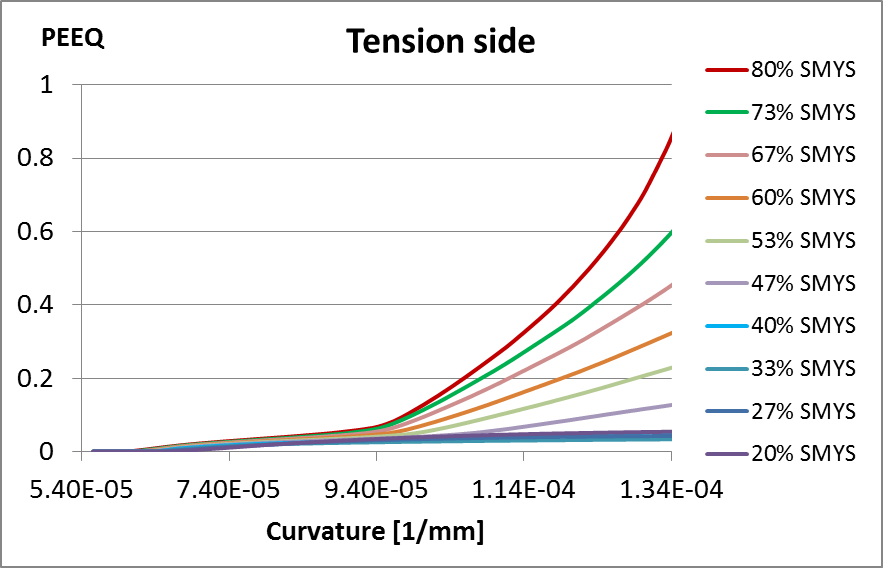 PEEQ
Tension side
1
0.8
0.6
0.4
0.2
0
5.40E-05 7.40E-05 9.40E-05 1.14E-04 1.34E-04
Curvature [1/mm]
80% SMYS
73% SMYS
67% SMYS
60% SMYS
53% SMYS
47% SMYS
40% SMYS
33% SMYS
27% SMYS
20% SMYS